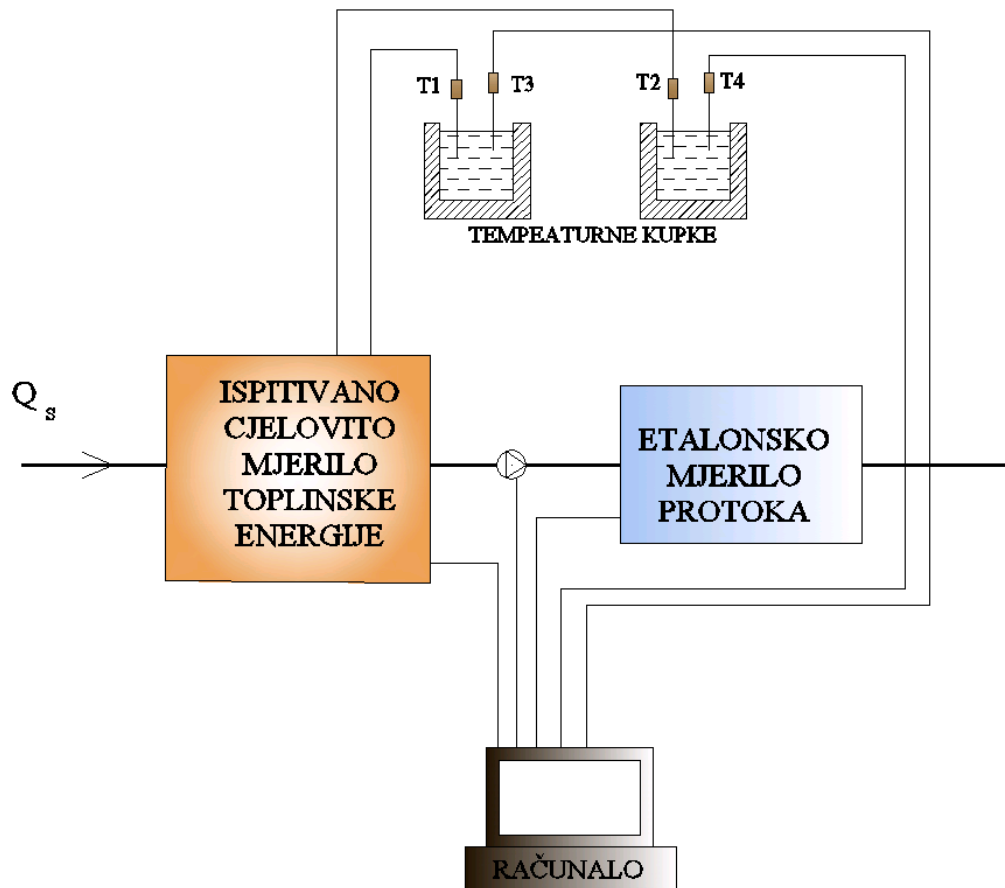 T1
T3
T2
T4
TEMPEATURNE KUPKE
Q s
ISPITIVANO
CJELOVITO
MJERILO
TOPLINSKE
ENERGIJE
ETALONSKO
MJERILO
PROTOKA
RAČUNALO